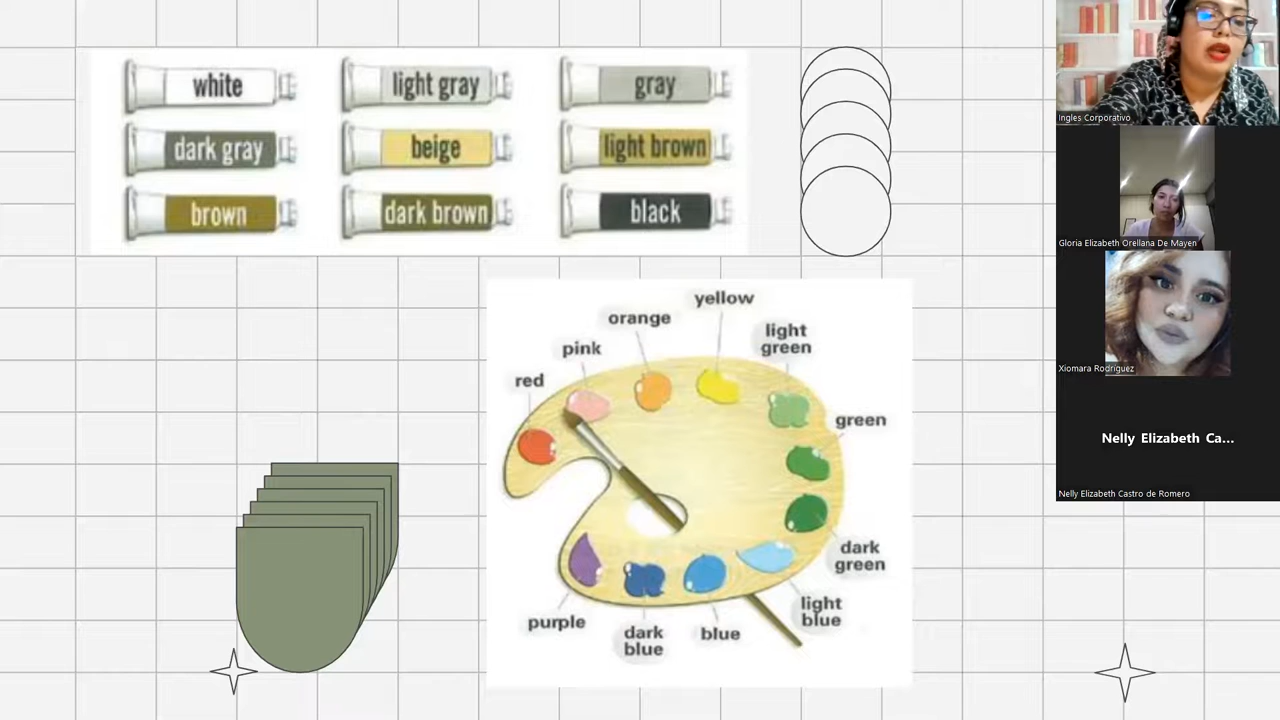 white
light gray
gray
dark gray
beige
light brown
brown
dark brown
black
yellow
orange
light
green
pink
red
green
dark
green
light
blue
purple
dark
blue
blue
Ingles Corporativo
Gloria Elizabeth Orellana De Mayen
Xiomara Rodriguez
Nelly Elizabeth Ca...
Nelly Elizabeth Castro de Romero